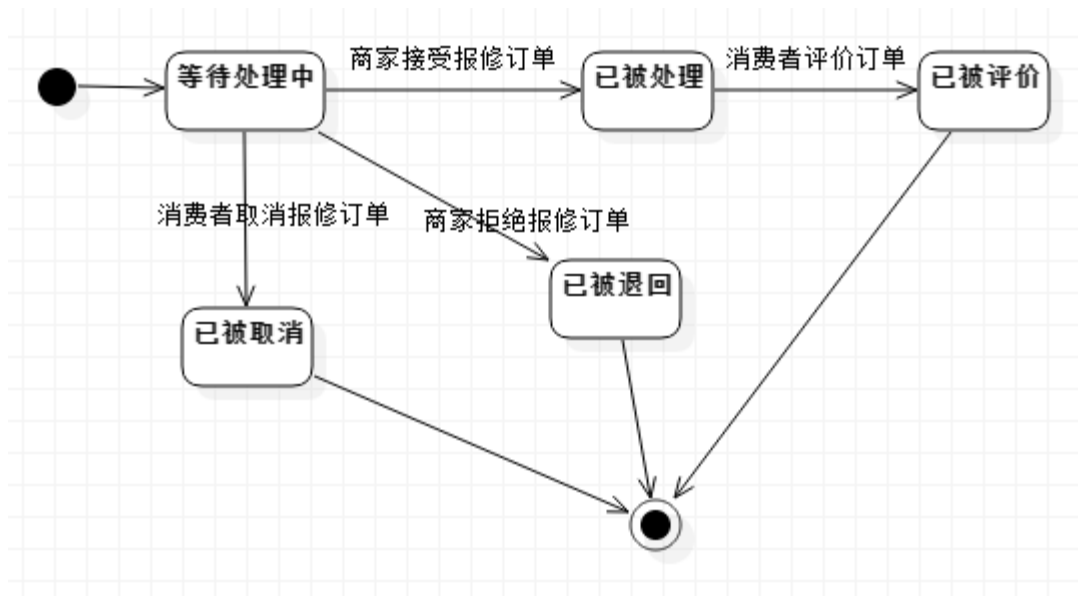 等待处理中
商家接受报修订单
已被处理
消费者评价订单
已被评价
消费者取消报修订单
商家拒绝报修订单
已被退回
已被取消